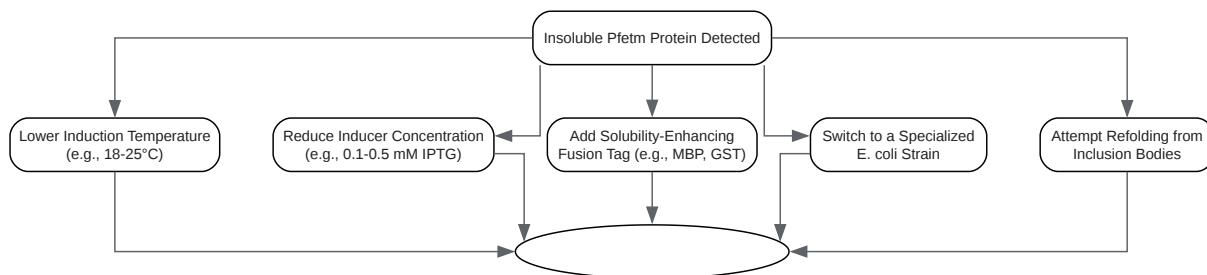 Insoluble Pfetm Protein Detected
Lower Induction Temperature
(e.g., 18-25°C)
Reduce Inducer Concentration
(e.g., 0.1-0.5 mM IPTG)
Add Solubility-Enhancing
Fusion Tag (e.g., MBP, GST)
Switch to a Specialized
E. coli Strain
Attempt Refolding from
Inclusion Bodies